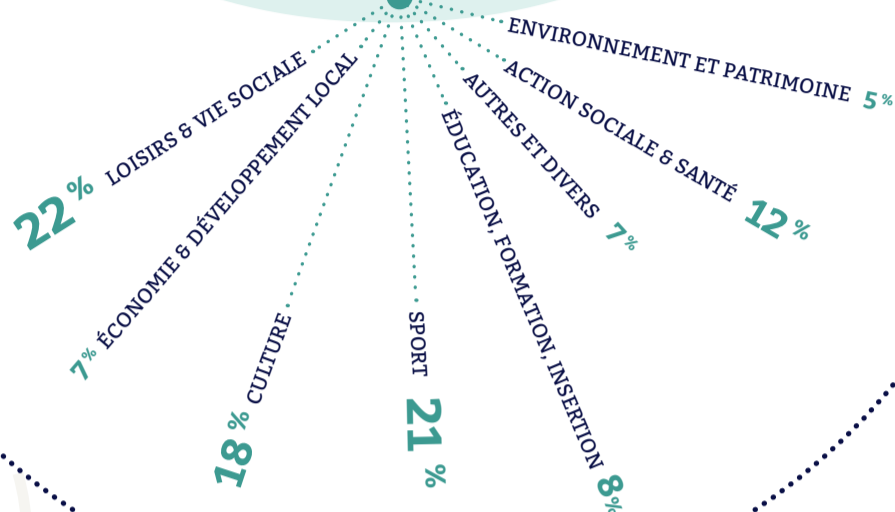 LOISIRS & VIE SOCIALE 22 %
7 % ÉCONOMIE & DÉVELOPPEMENT LOCAL
18 % CULTURE
SPORT 21 %
ÉDUCATION, FORMATION, INSERTION 8 %
AUTRES ET DIVERS 7 %
ACTION SOCIALE & SANTÉ 12 %
ENVIRONNEMENT ET PATRIMOINE 5 %